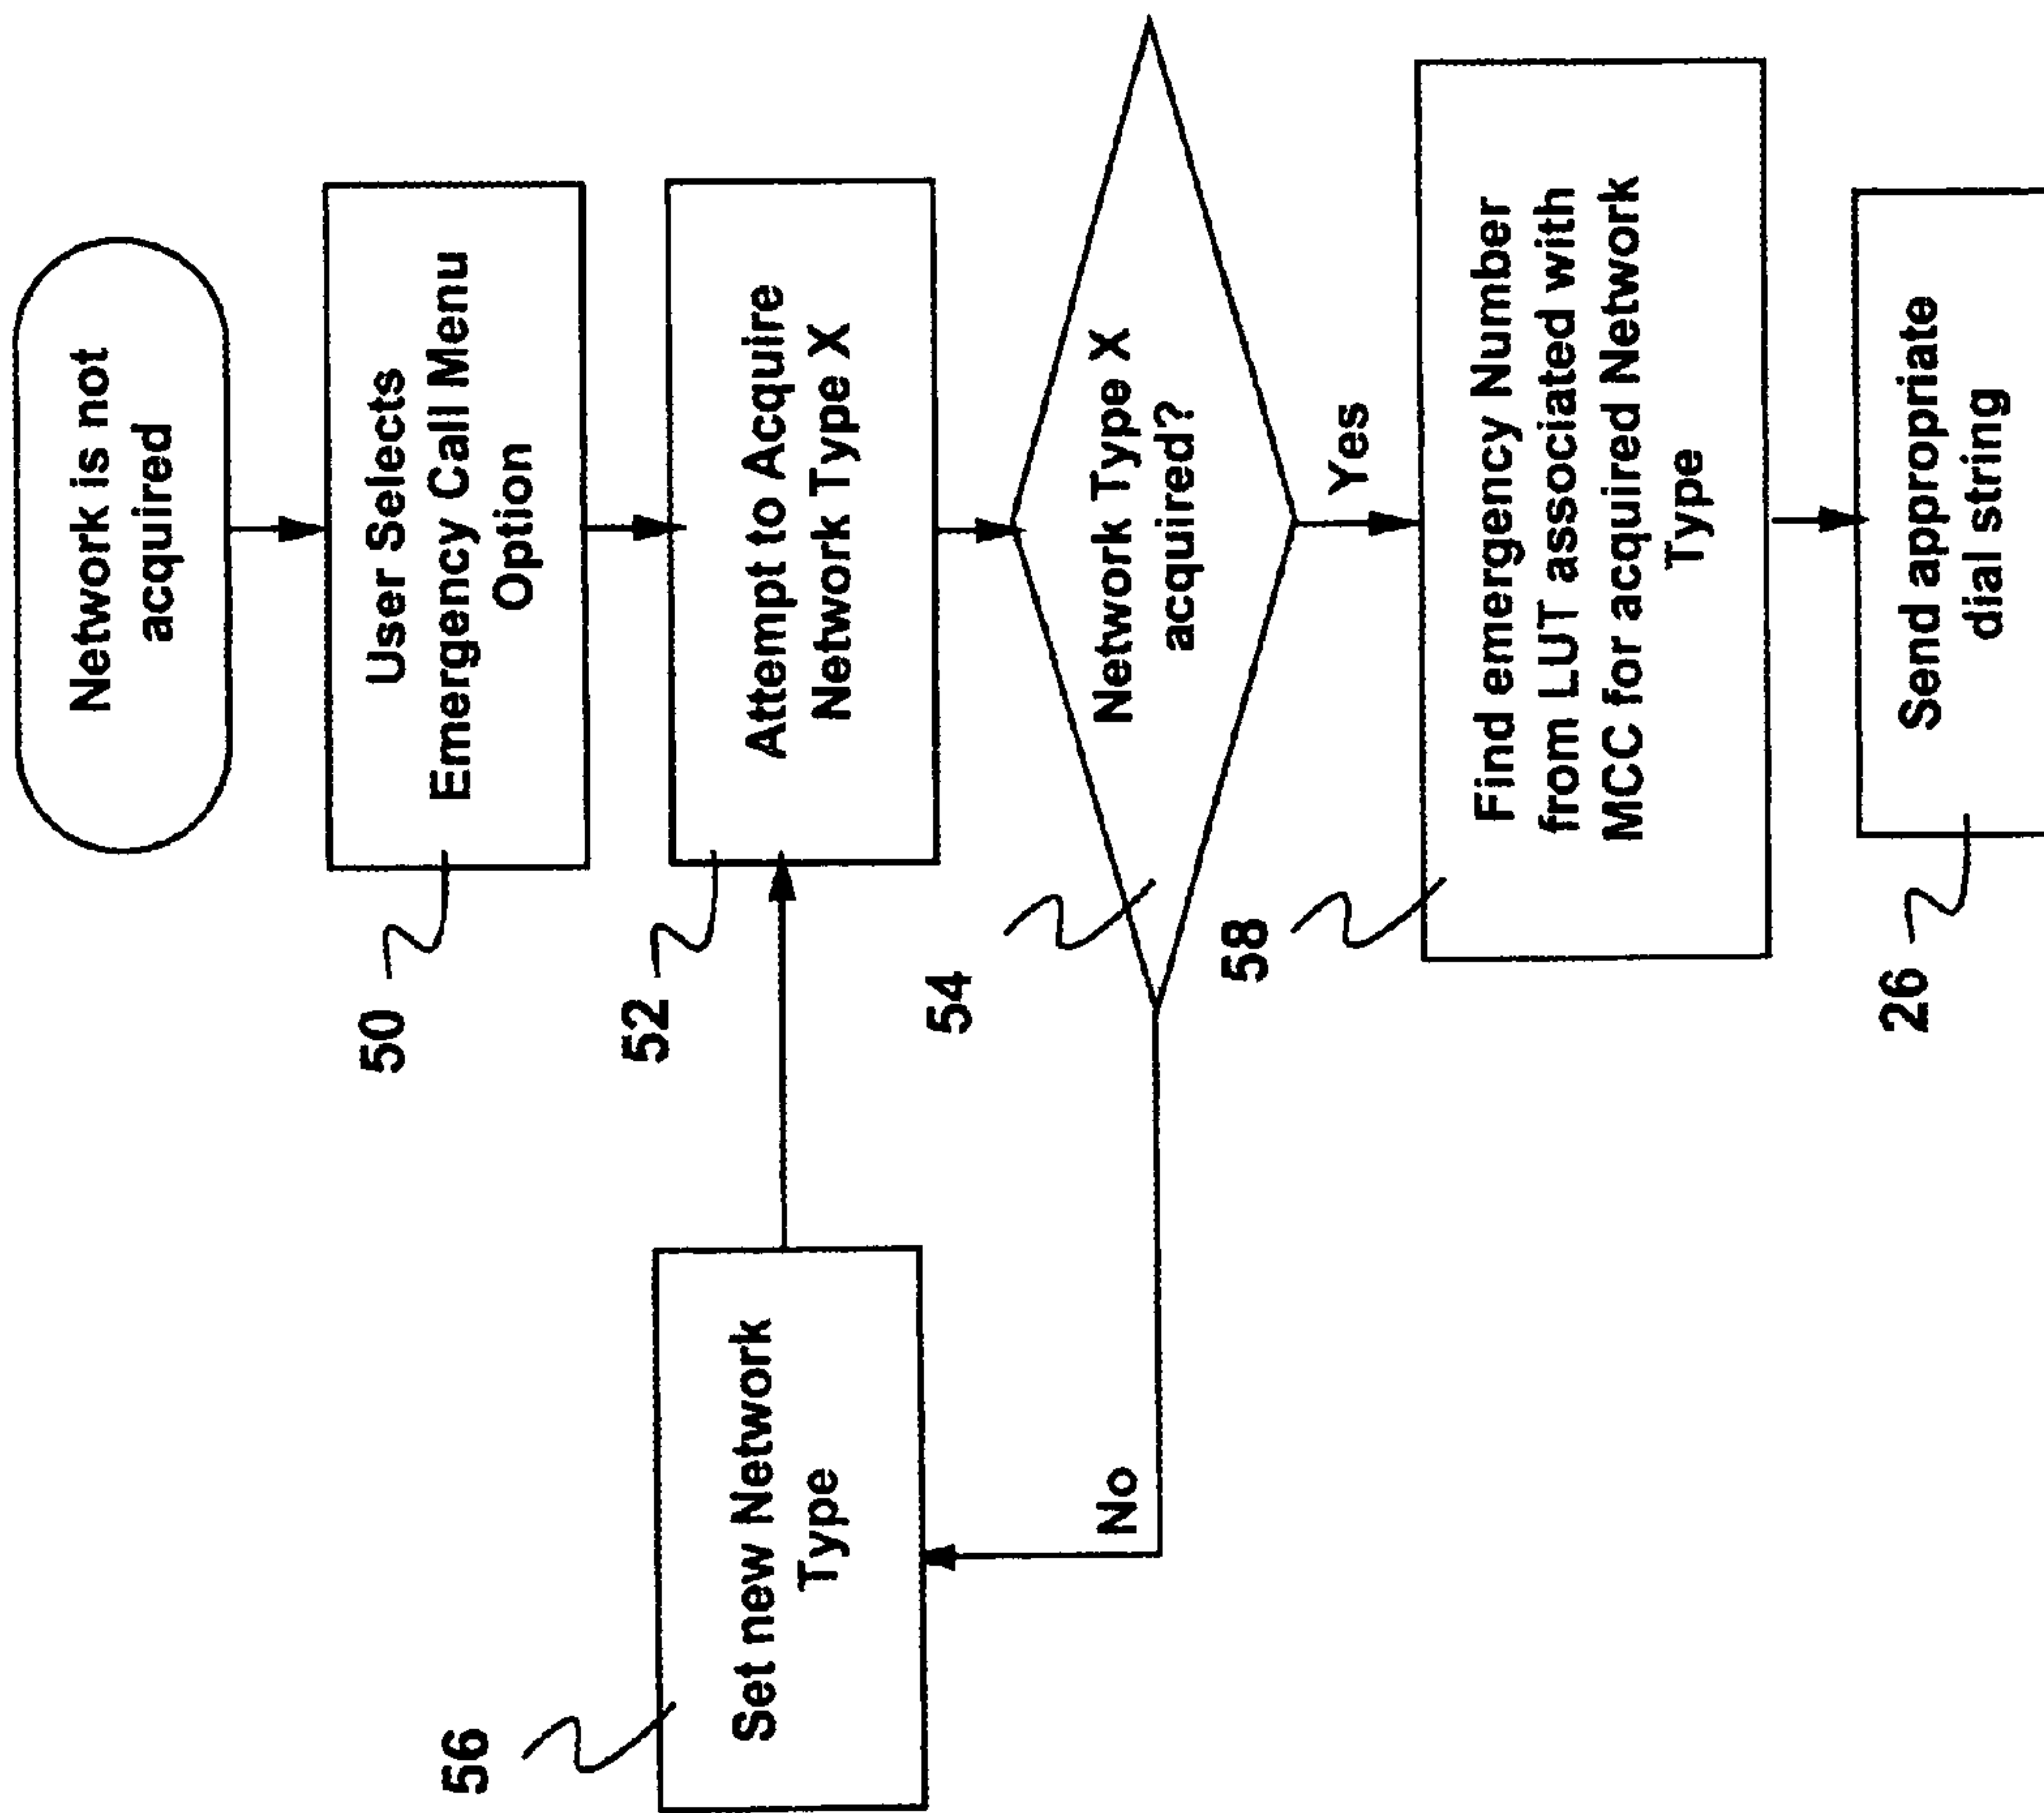 Network is not
acquired
User Selects
Emergency Call Menu
Option
50
Attempt to Acquire
Network Type X
52
Set new Network
Type
56
Network Type X
acquired?
54
No
Yes
Find emergency Number
from LUT associated with
MCC for acquired Network
Type
58
Send appropriate
dial string
26